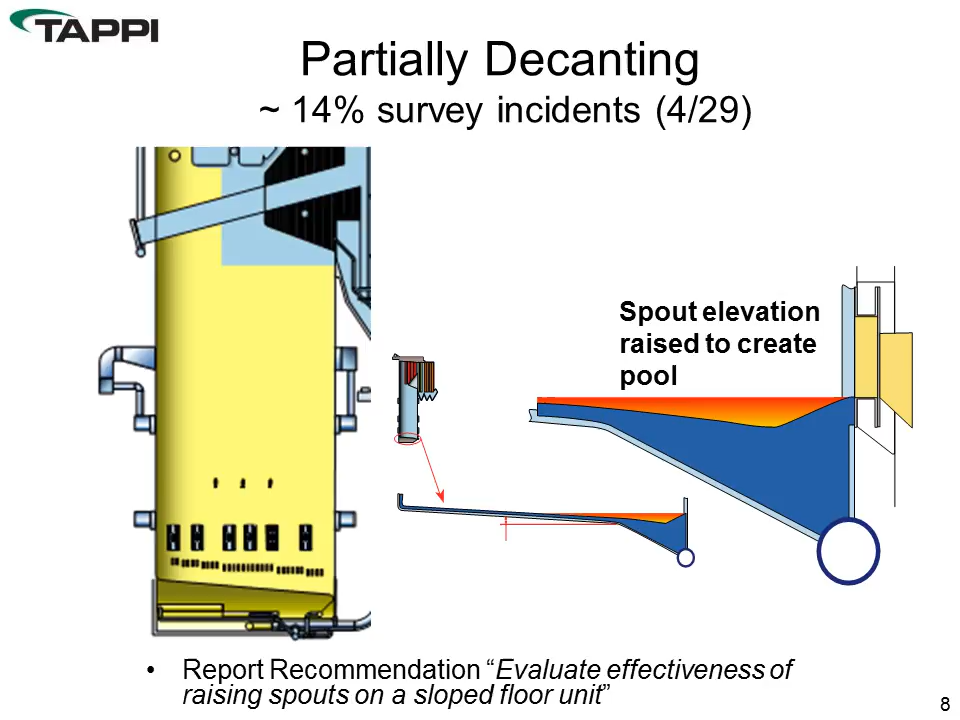 TAPPI
Partially Decanting
~ 14% survey incidents (4/29)
Spout elevation
raised to create
pool
• Report Recommendation “Evaluate effectiveness of
raising spouts on a sloped floor unit”
8